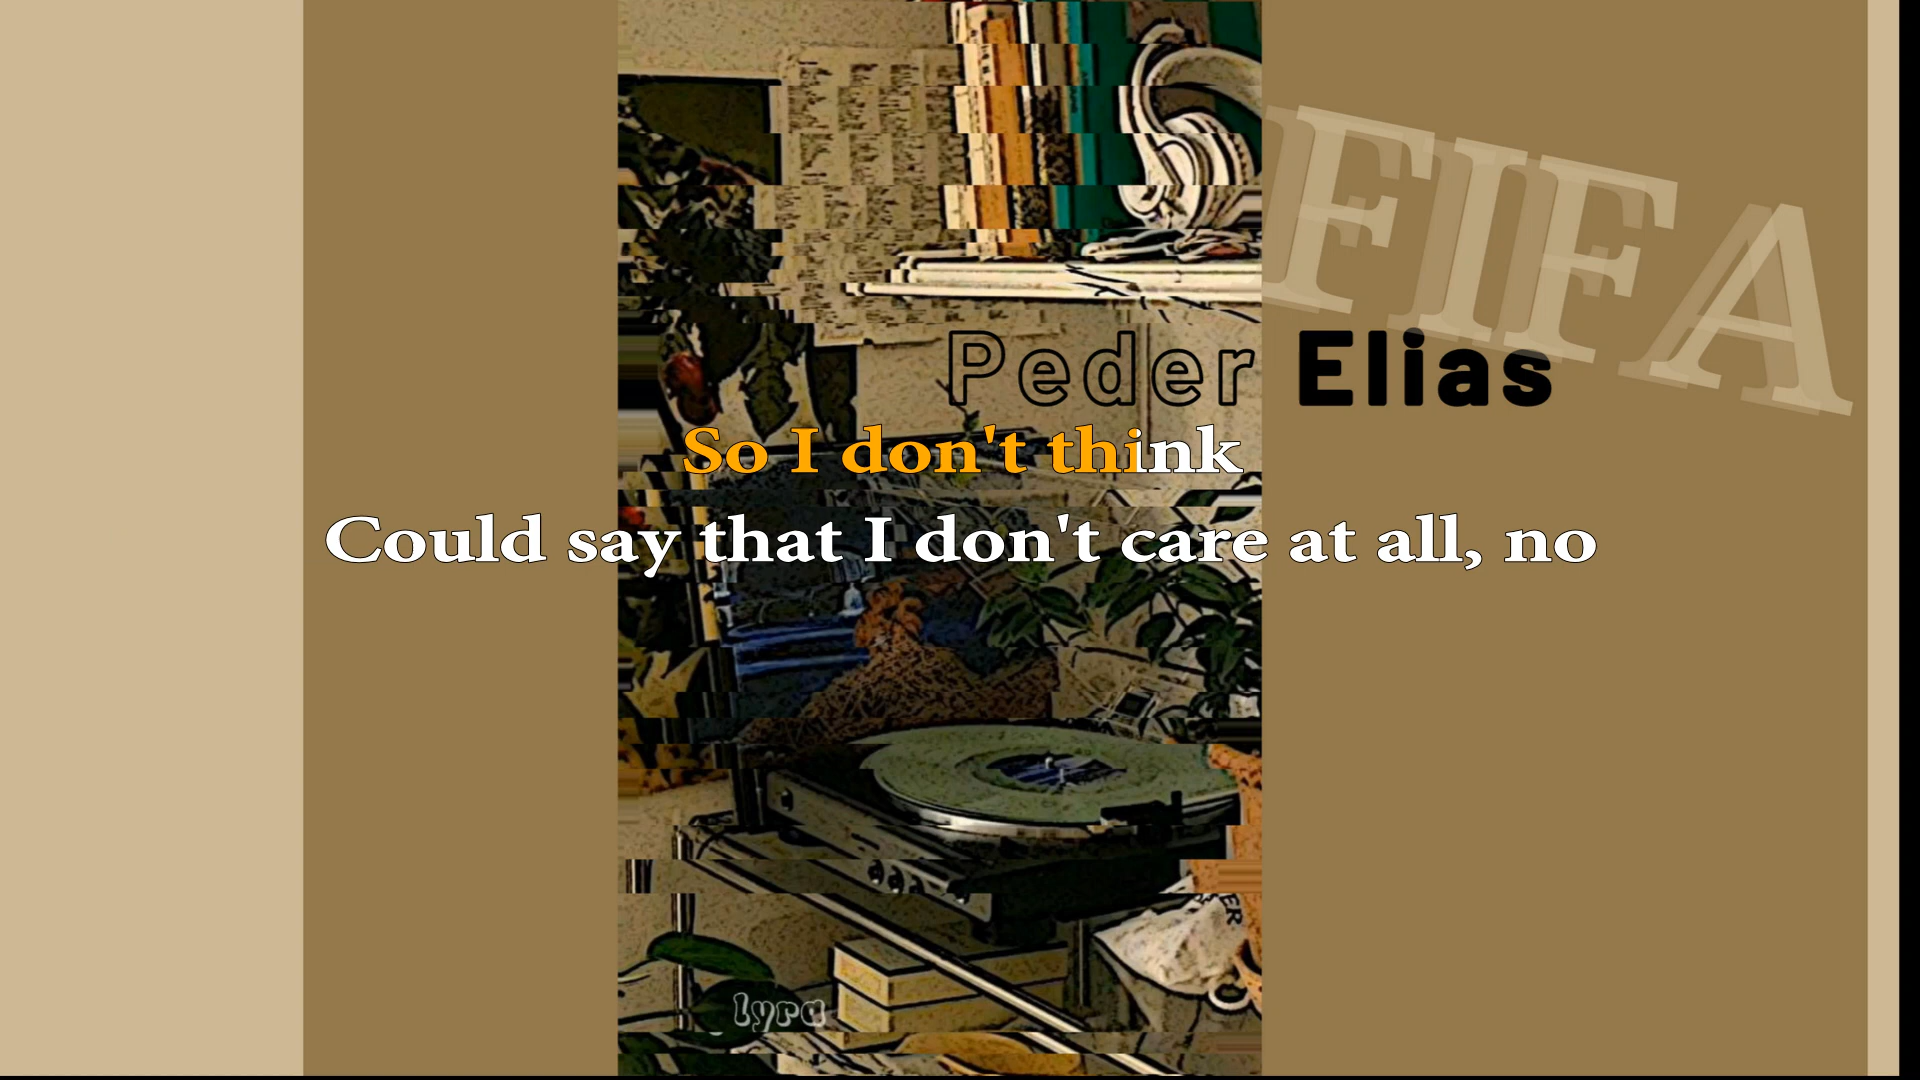 FIFA
Peder Elias
So I don't think
Could say that I don't care at all, no
lyra